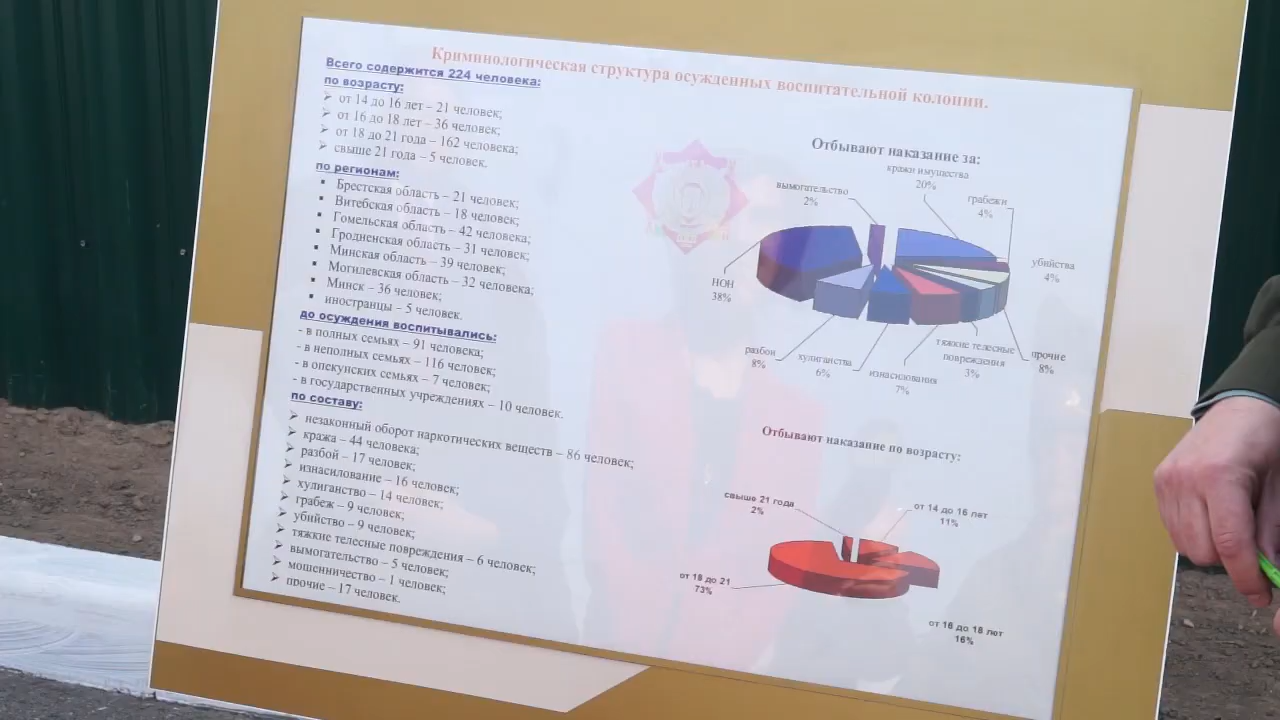 Криминологическая структура осужденных воспитательной колонии.
Всего содержится 224 человека:
по возрасту:
от 14 до 16 лет – 21 человек;
от 16 до 18 лет – 36 человек;
от 18 до 21 года – 162 человека;
свыше 21 года – 5 человек.
по регионам:
Брестская область – 21 человек;
Витебская область – 18 человек;
Гомельская область – 42 человека;
Гродненская область – 31 человек;
Минская область – 39 человек;
Могилевская область – 32 человека;
Минск – 36 человек;
иностранцы – 5 человек.
до осуждения воспитывались:
- в полных семьях – 91 человека;
- в неполных семьях – 116 человек;
- в опекунских семьях – 7 человек;
- в государственных учреждениях – 10 человек.
по составу:
незаконный оборот наркотических веществ – 86 человек;
кража – 44 человека;
разбой – 17 человек;
изнасилование – 16 человек;
хулиганство – 14 человек;
грабеж – 9 человек;
убийство – 9 человек;
тяжкие телесные повреждения – 6 человек;
вымогательство – 5 человек;
мошенничество – 1 человек;
прочие – 17 человек.
Отбывают наказание за:
кражи имущества
20%
вымогательство
2%
грабежи
4%
убийства
4%
НОН
38%
разбои
8%
хулиганства
6%
изнасилования
7%
тяжкие телесные
повреждения
3%
прочие
8%
Отбывают наказание по возрасту:
свыше 21 года
2%
от 14 до 16 лет
11%
от 18 до 21
73%
от 16 до 18 лет
16%